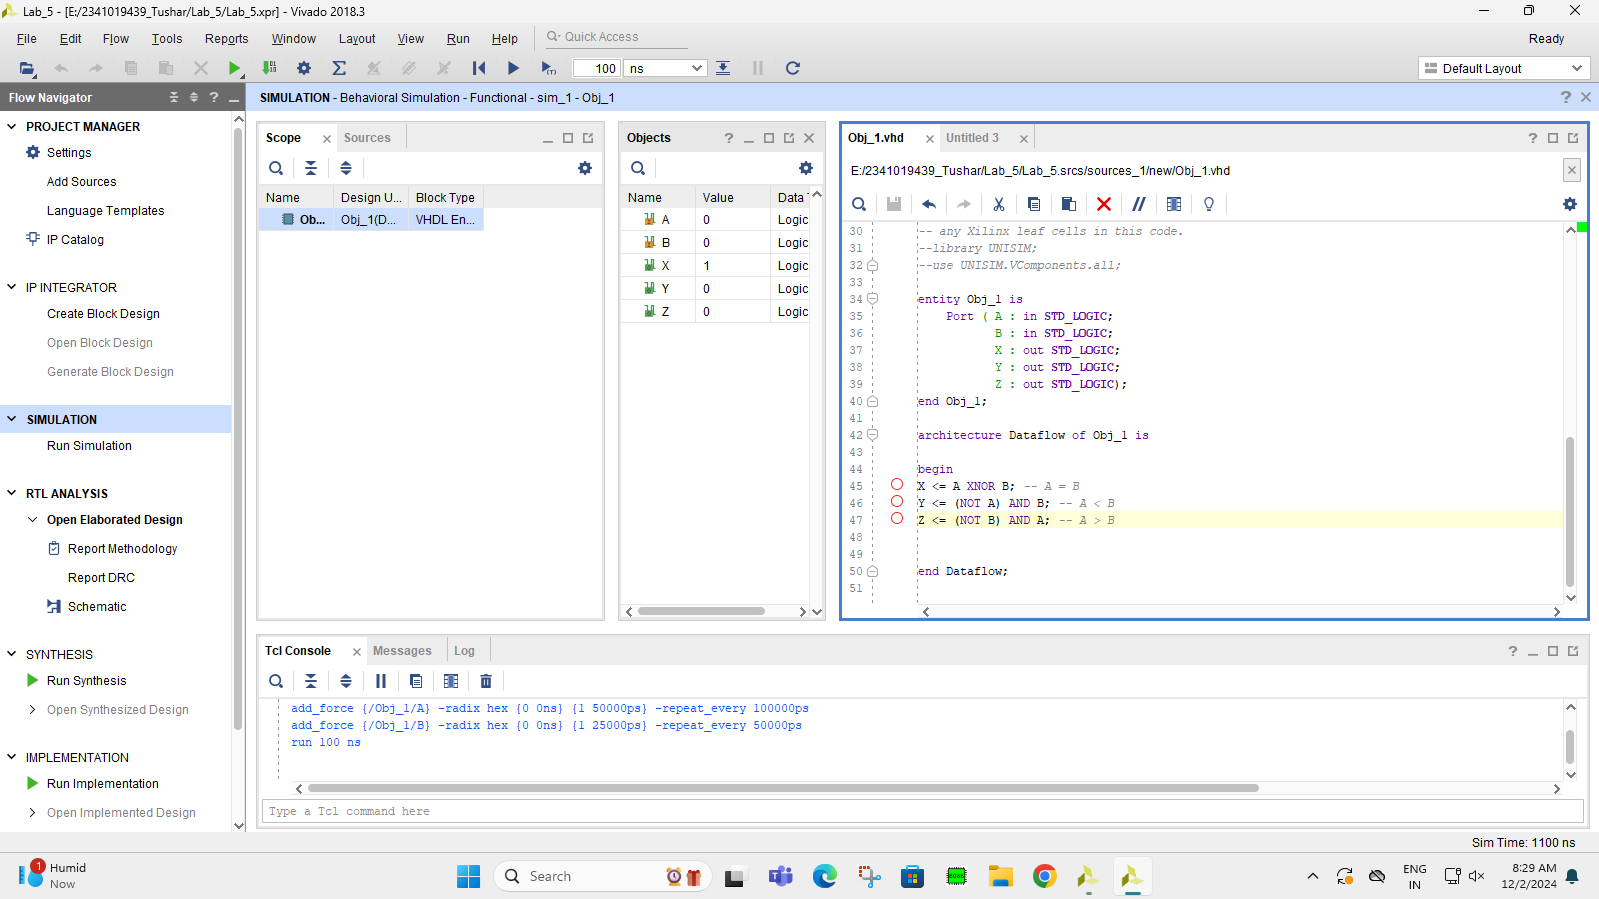 Lab_5 - [E:/2341019439_Tushar/Lab_5/Lab_5.xpr] - Vivado 2018.3
File Edit Flow Tools Reports Window Layout View Run Help Quick Access Ready
100 ns Default Layout
Flow Navigator
SIMULATION - Behavioral Simulation - Functional - sim_1 - Obj_1
PROJECT MANAGER
Settings
Add Sources
Language Templates
IP Catalog
IP INTEGRATOR
Create Block Design
Open Block Design
Generate Block Design
SIMULATION
Run Simulation
RTL ANALYSIS
Open Elaborated Design
Report Methodology
Report DRC
Schematic
SYNTHESIS
Run Synthesis
Open Synthesized Design
IMPLEMENTATION
Run Implementation
Open Implemented Design
Scope Sources
Name Design U... Block Type
Ob... Obj_1(D... VHDL En...
Objects
Name Value Data T
A 0 Logic
B 0 Logic
X 1 Logic
Y 0 Logic
Z 0 Logic
Obj_1.vhd Untitled 3
E:/2341019439_Tushar/Lab_5/Lab_5.srcs/sources_1/new/Obj_1.vhd
30 -- any Xilinx leaf cells in this code.
31 --library UNISIM;
32 --use UNISIM.VComponents.all;
33
34 entity Obj_1 is
35 Port ( A : in STD_LOGIC;
36 B : in STD_LOGIC;
37 X : out STD_LOGIC;
38 Y : out STD_LOGIC;
39 Z : out STD_LOGIC);
40 end Obj_1;
41
42 architecture Dataflow of Obj_1 is
43
44 begin
45 X <= A XNOR B; -- A = B
46 Y <= (NOT A) AND B; -- A < B
47 Z <= (NOT B) AND A; -- A > B
48
49
50 end Dataflow;
51
Tcl Console Messages Log
add_force {/Obj_1/A} -radix hex {0 0ns} {1 50000ps} -repeat_every 100000ps
add_force {/Obj_1/B} -radix hex {0 0ns} {1 25000ps} -repeat_every 50000ps
run 100 ns
Type a Tcl command here
Sim Time: 1100 ns
1 Humid
Now
Search
ENG
IN
8:29 AM
12/2/2024